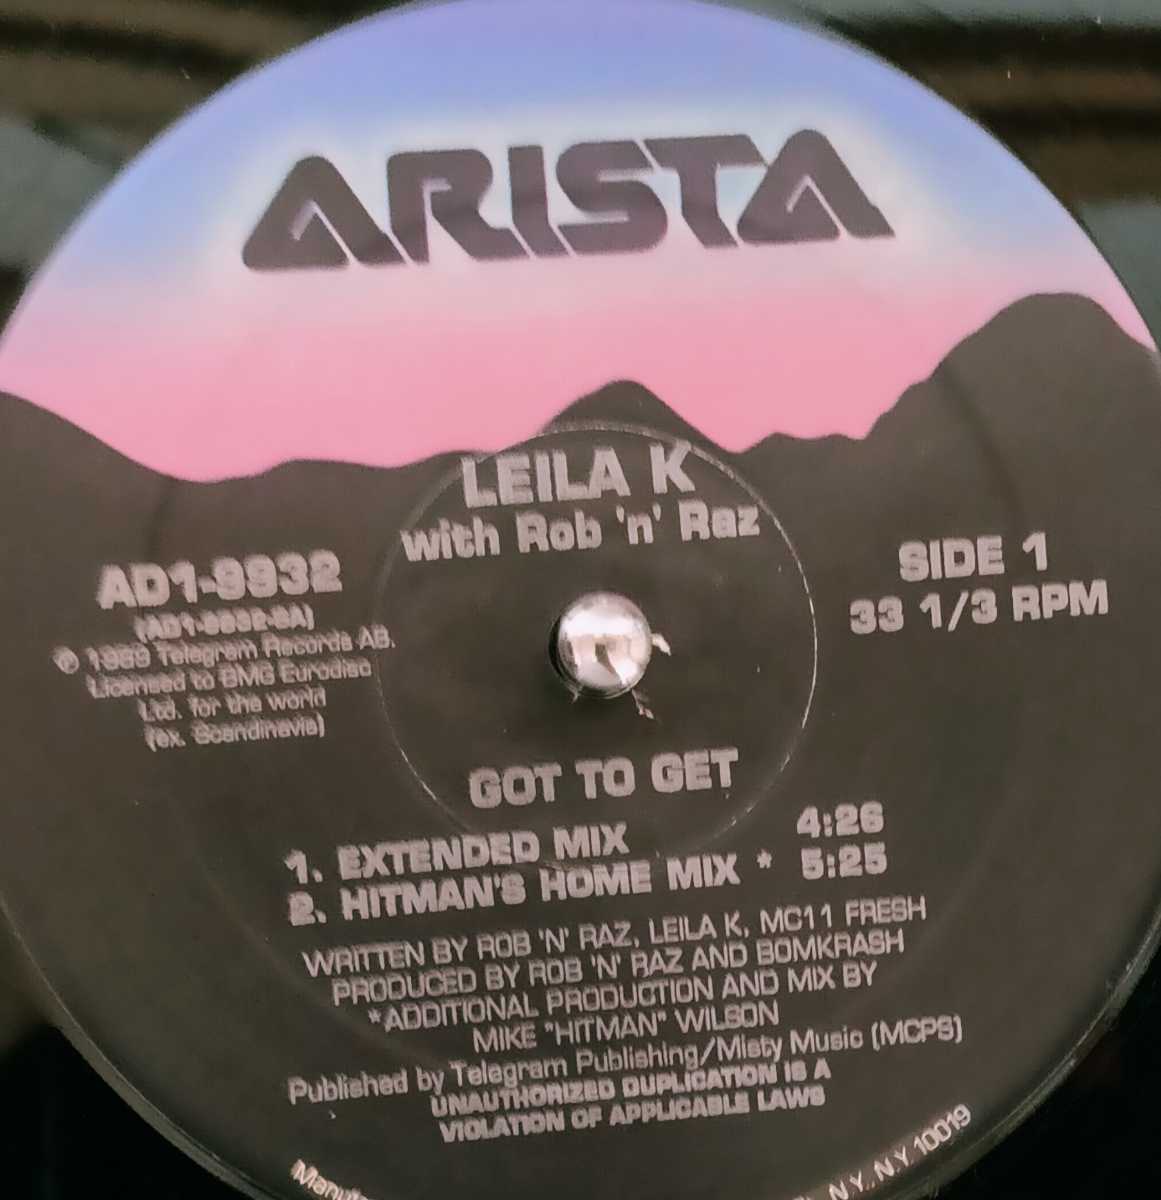 ARISTA
LEILA K
with Rob 'n' Raz
AD1-9932
(AD1-9932-SA)
℗ 1989 Telegram Records AB.
Licensed to BMG Eurodisc
Ltd. for the world
(ex. Scandinavia)
SIDE 1
33 1/3 RPM
GOT TO GET
1. EXTENDED MIX 4:26
2. HITMAN'S HOME MIX * 5:25
WRITTEN BY ROB 'N' RAZ, LEILA K, MC11 FRESH
PRODUCED BY ROB 'N' RAZ AND BOMKRASH
*ADDITIONAL PRODUCTION AND MIX BY
MIKE "HITMAN" WILSON
Published by Telegram Publishing/Misty Music (MCPS)
UNAUTHORIZED DUPLICATION IS A
VIOLATION OF APPLICABLE LAWS
N.Y., N.Y. 10019